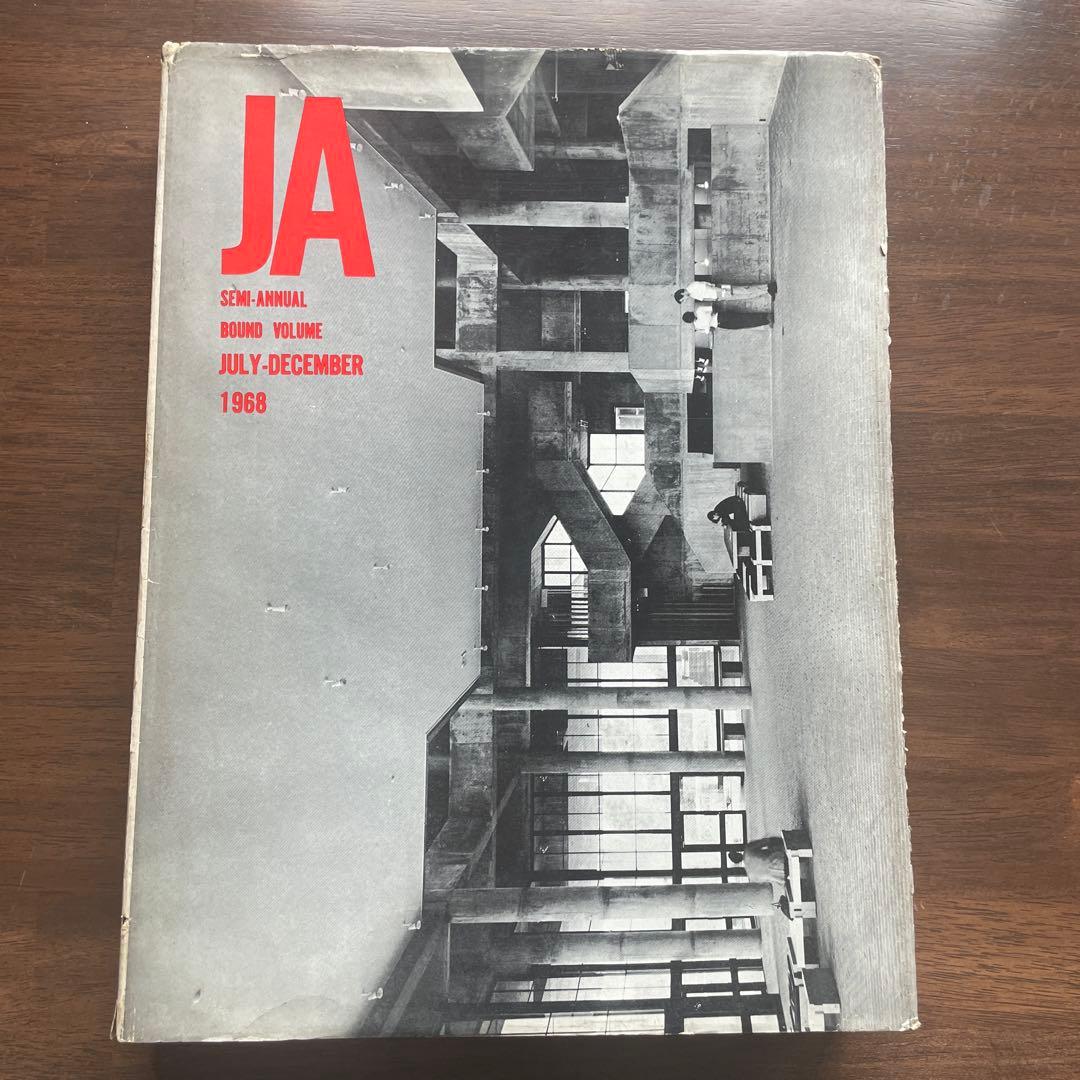 JA
SEMI-ANNUAL
BOUND VOLUME
JULY-DECEMBER
1968